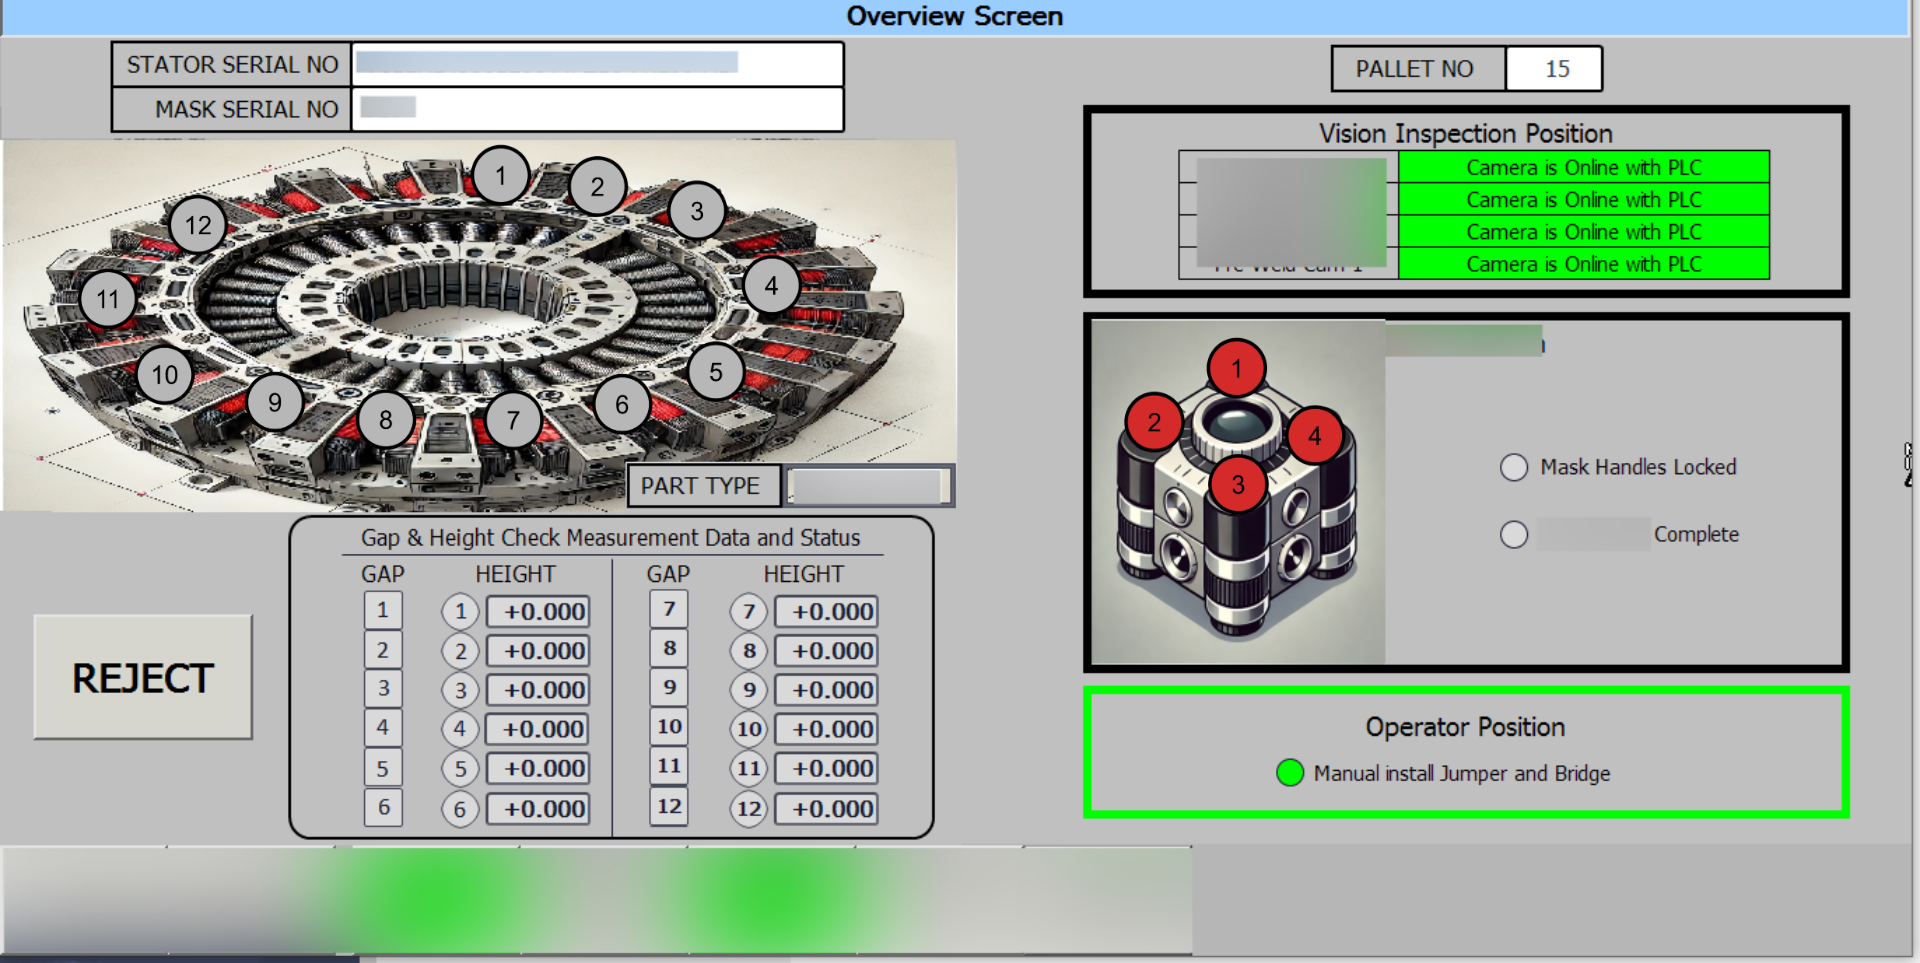 Overview Screen
STATOR SERIAL NO
MASK SERIAL NO
PALLET NO 15
1
2
3
4
5
6
7
8
9
10
11
12
PART TYPE
Gap & Height Check Measurement Data and Status
GAP HEIGHT GAP HEIGHT
1 1 +0.000 7 7 +0.000
2 2 +0.000 8 8 +0.000
3 3 +0.000 9 9 +0.000
4 4 +0.000 10 10 +0.000
5 5 +0.000 11 11 +0.000
6 6 +0.000 12 12 +0.000
REJECT
Vision Inspection Position
Camera is Online with PLC
Camera is Online with PLC
Camera is Online with PLC
Pre Weld Cam 1 Camera is Online with PLC
1
2
4
3
Mask Handles Locked
Complete
Operator Position
Manual install Jumper and Bridge